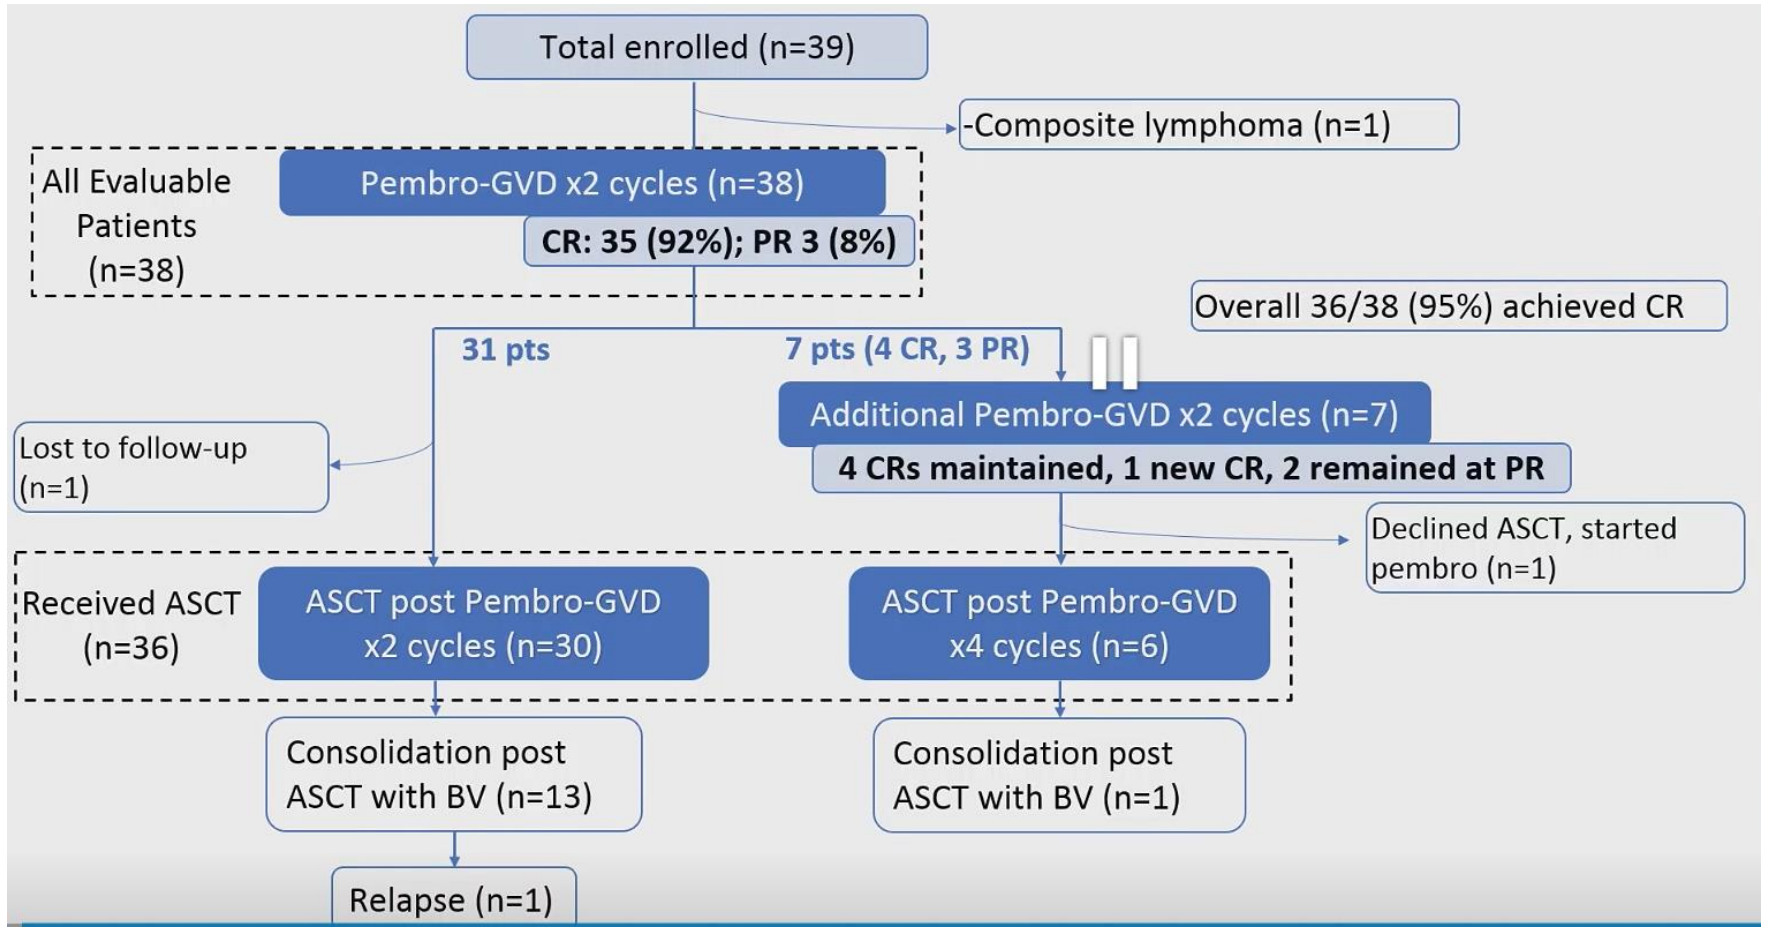 Total enrolled (n=39)
-Composite lymphoma (n=1)
All Evaluable
Patients
(n=38)
Pembro-GVD x2 cycles (n=38)
CR: 35 (92%); PR 3 (8%)
Overall 36/38 (95%) achieved CR
31 pts
7 pts (4 CR, 3 PR)
Additional Pembro-GVD x2 cycles (n=7)
4 CRs maintained, 1 new CR, 2 remained at PR
Lost to follow-up
(n=1)
Declined ASCT, started
pembro (n=1)
Received ASCT
(n=36)
ASCT post Pembro-GVD
x2 cycles (n=30)
ASCT post Pembro-GVD
x4 cycles (n=6)
Consolidation post
ASCT with BV (n=13)
Consolidation post
ASCT with BV (n=1)
Relapse (n=1)